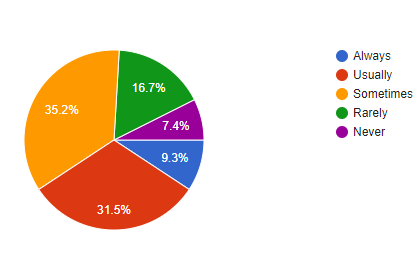 Always
Usually
Sometimes
Rarely
Never
16.7%
35.2%
7.4%
9.3%
31.5%